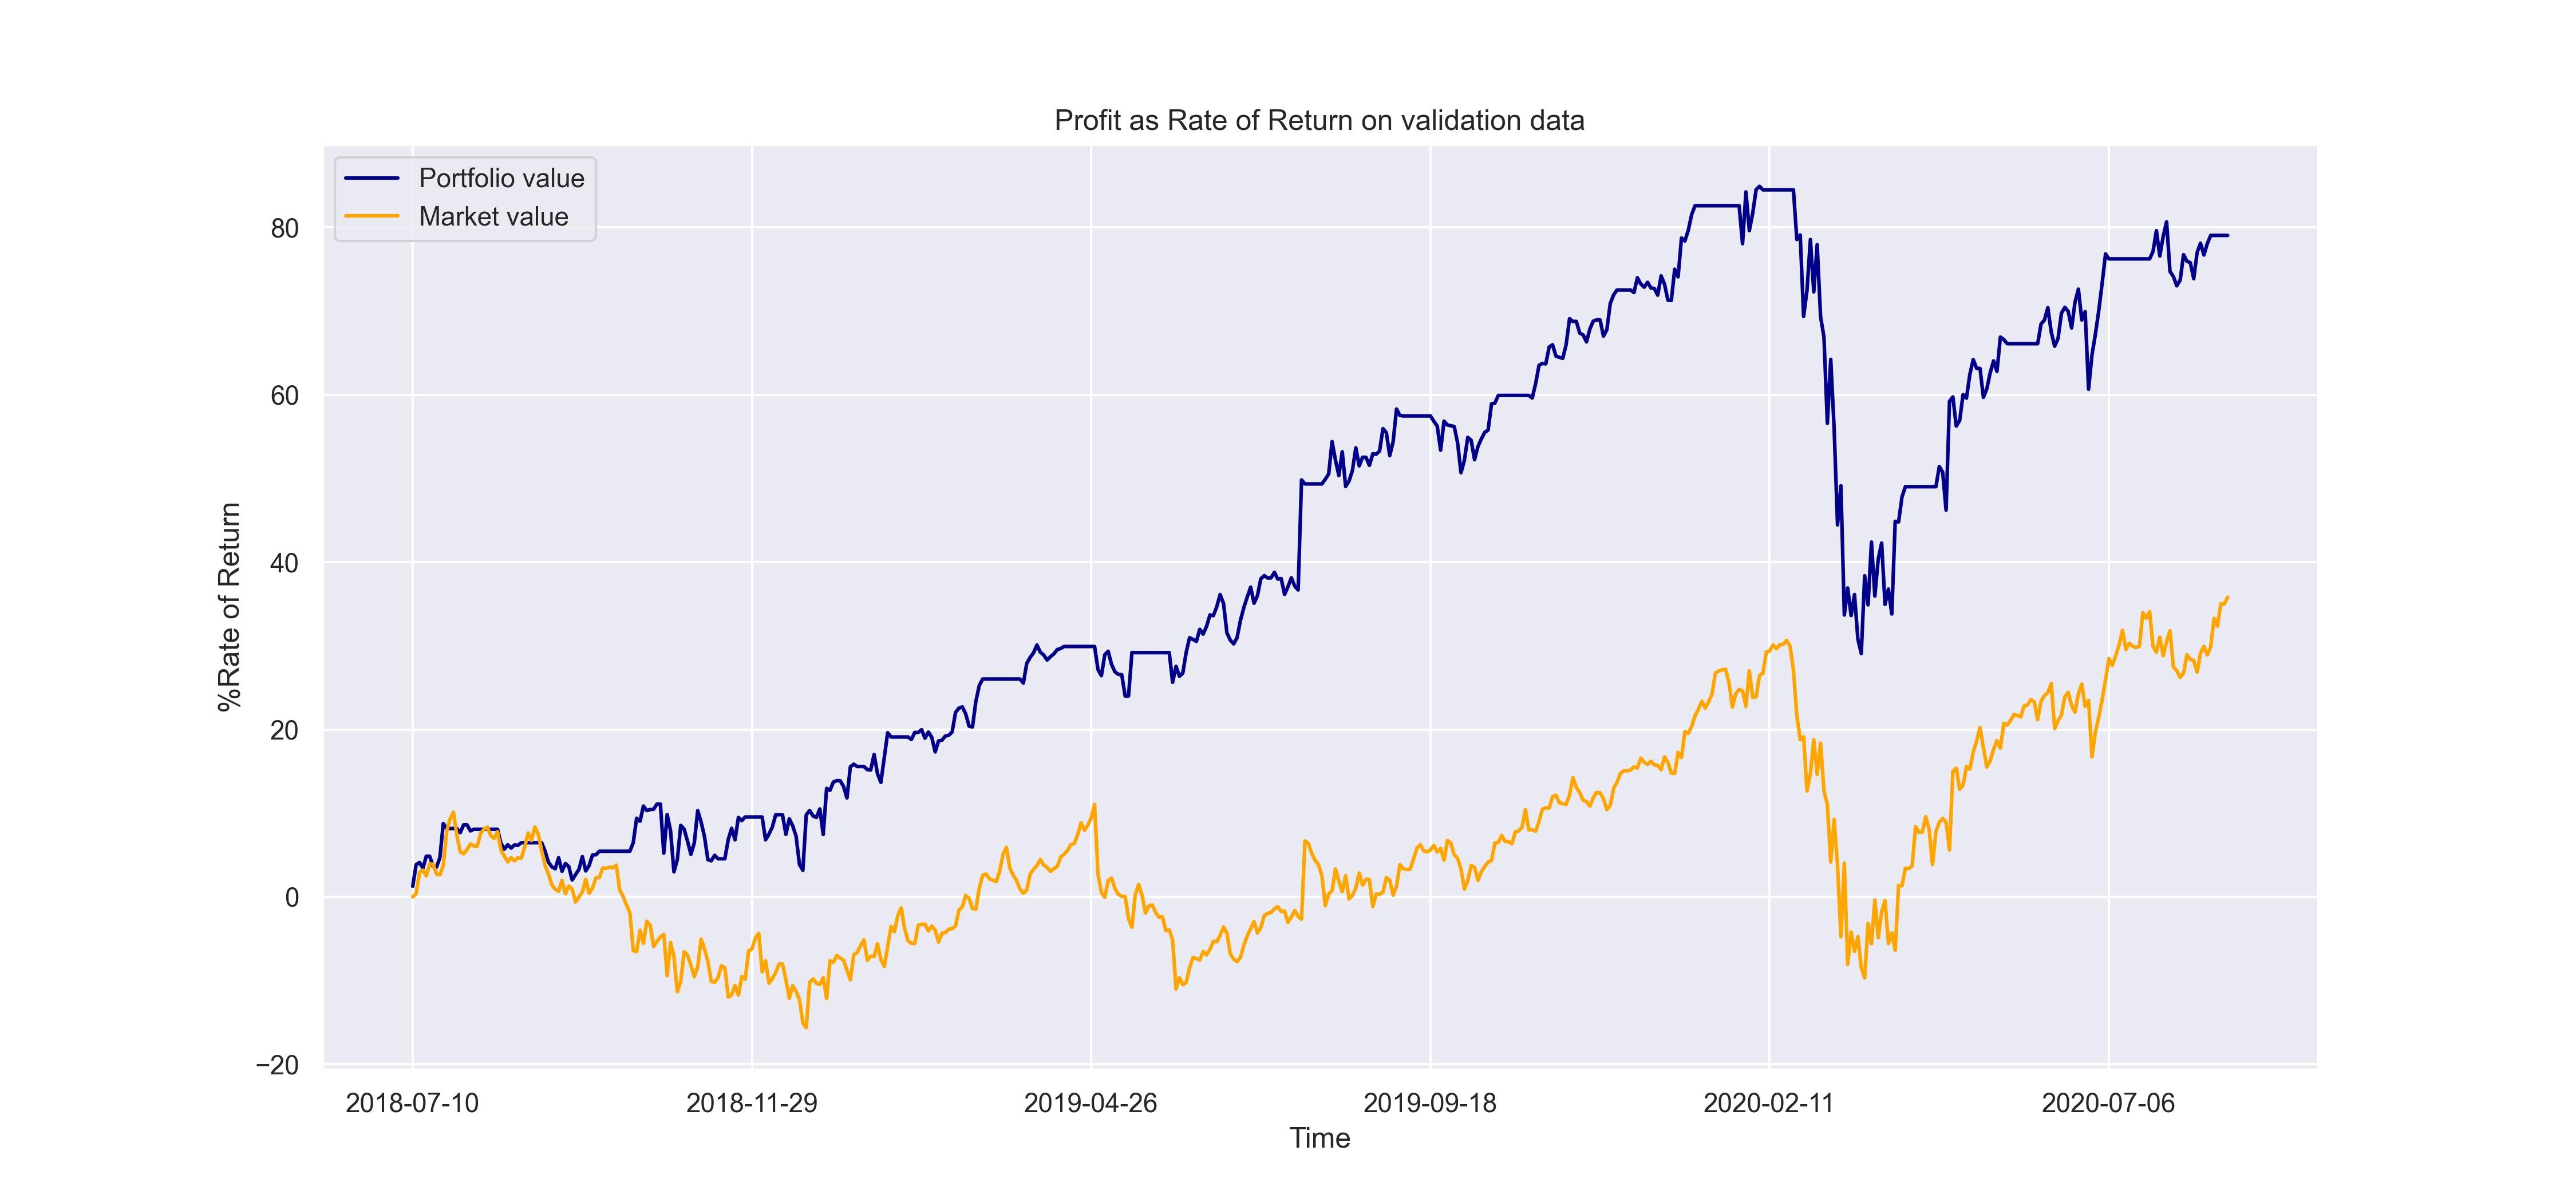 Profit as Rate of Return on validation data
Portfolio value
Market value
%Rate of Return
80
60
40
20
0
−20
2018-07-10 2018-11-29 2019-04-26 2019-09-18 2020-02-11 2020-07-06
Time